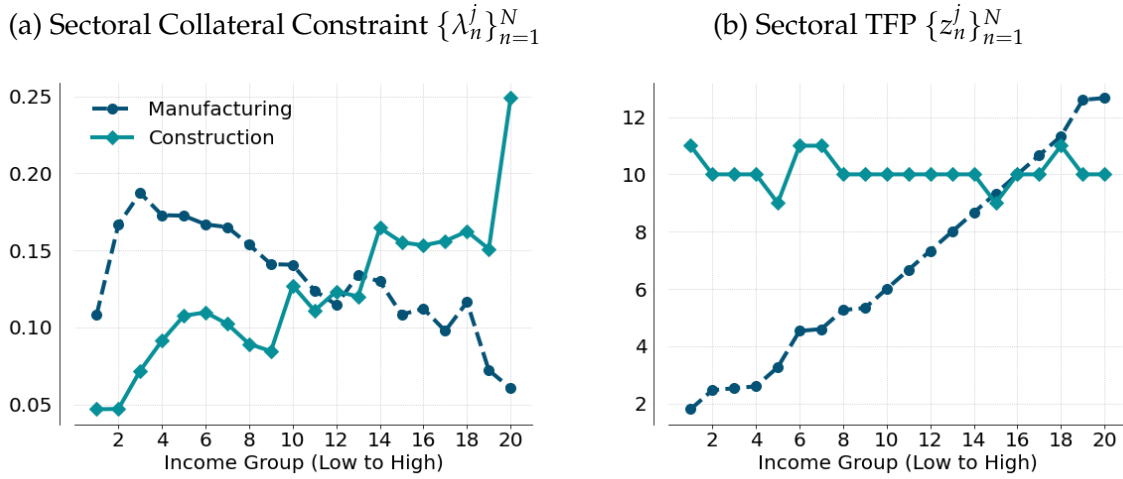 (a) Sectoral Collateral Constraint {λ_n^j}_{n=1}^N
(b) Sectoral TFP {z_n^j}_{n=1}^N
0.25
0.20
0.15
0.10
0.05
Manufacturing
Construction
2 4 6 8 10 12 14 16 18 20
Income Group (Low to High)
12
10
8
6
4
2
2 4 6 8 10 12 14 16 18 20
Income Group (Low to High)